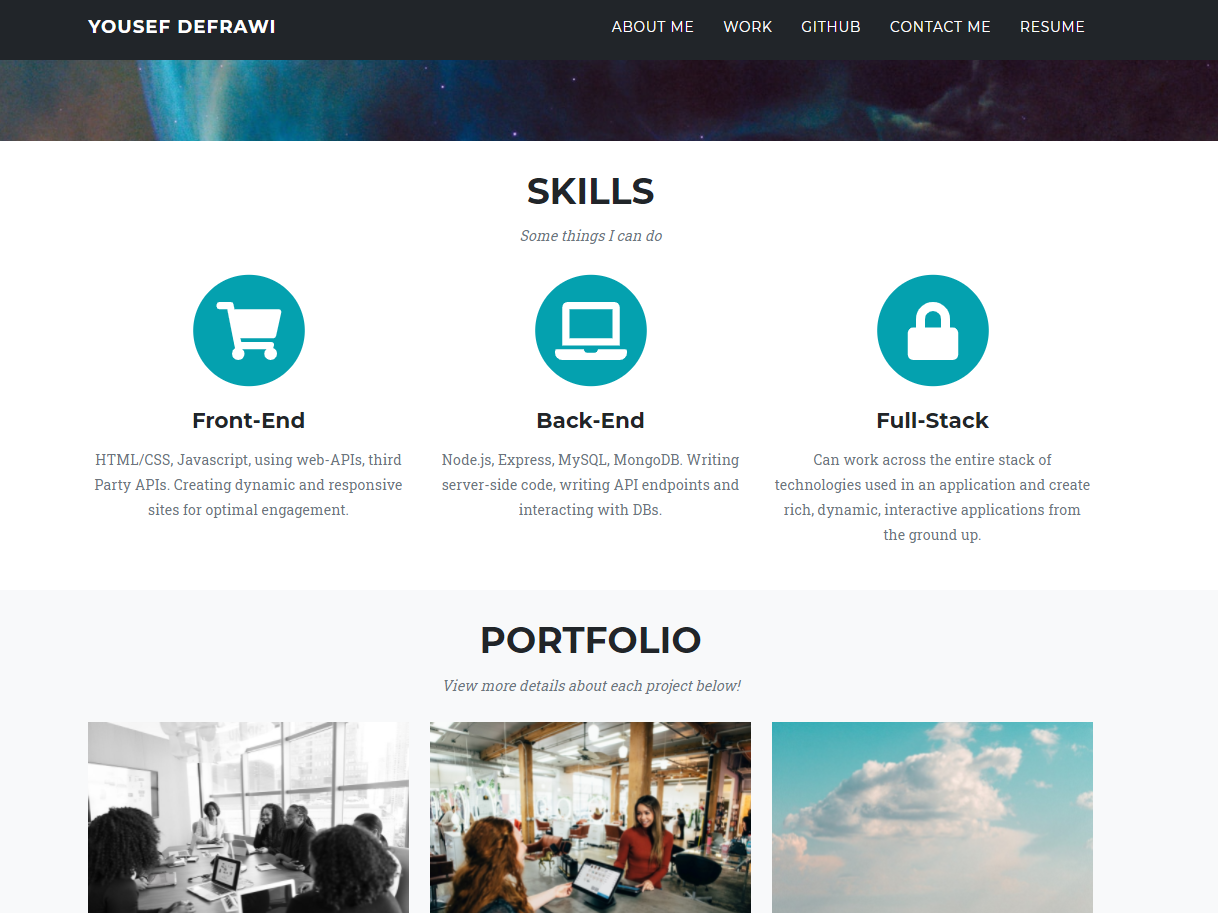 YOUSEF DEFRAWI
ABOUT ME WORK GITHUB CONTACT ME RESUME
SKILLS
Some things I can do
Front-End
HTML/CSS, Javascript, using web-APIs, third
Party APIs. Creating dynamic and responsive
sites for optimal engagement.
Back-End
Node.js, Express, MySQL, MongoDB. Writing
server-side code, writing API endpoints and
interacting with DBs.
Full-Stack
Can work across the entire stack of
technologies used in an application and create
rich, dynamic, interactive applications from
the ground up.
PORTFOLIO
View more details about each project below!